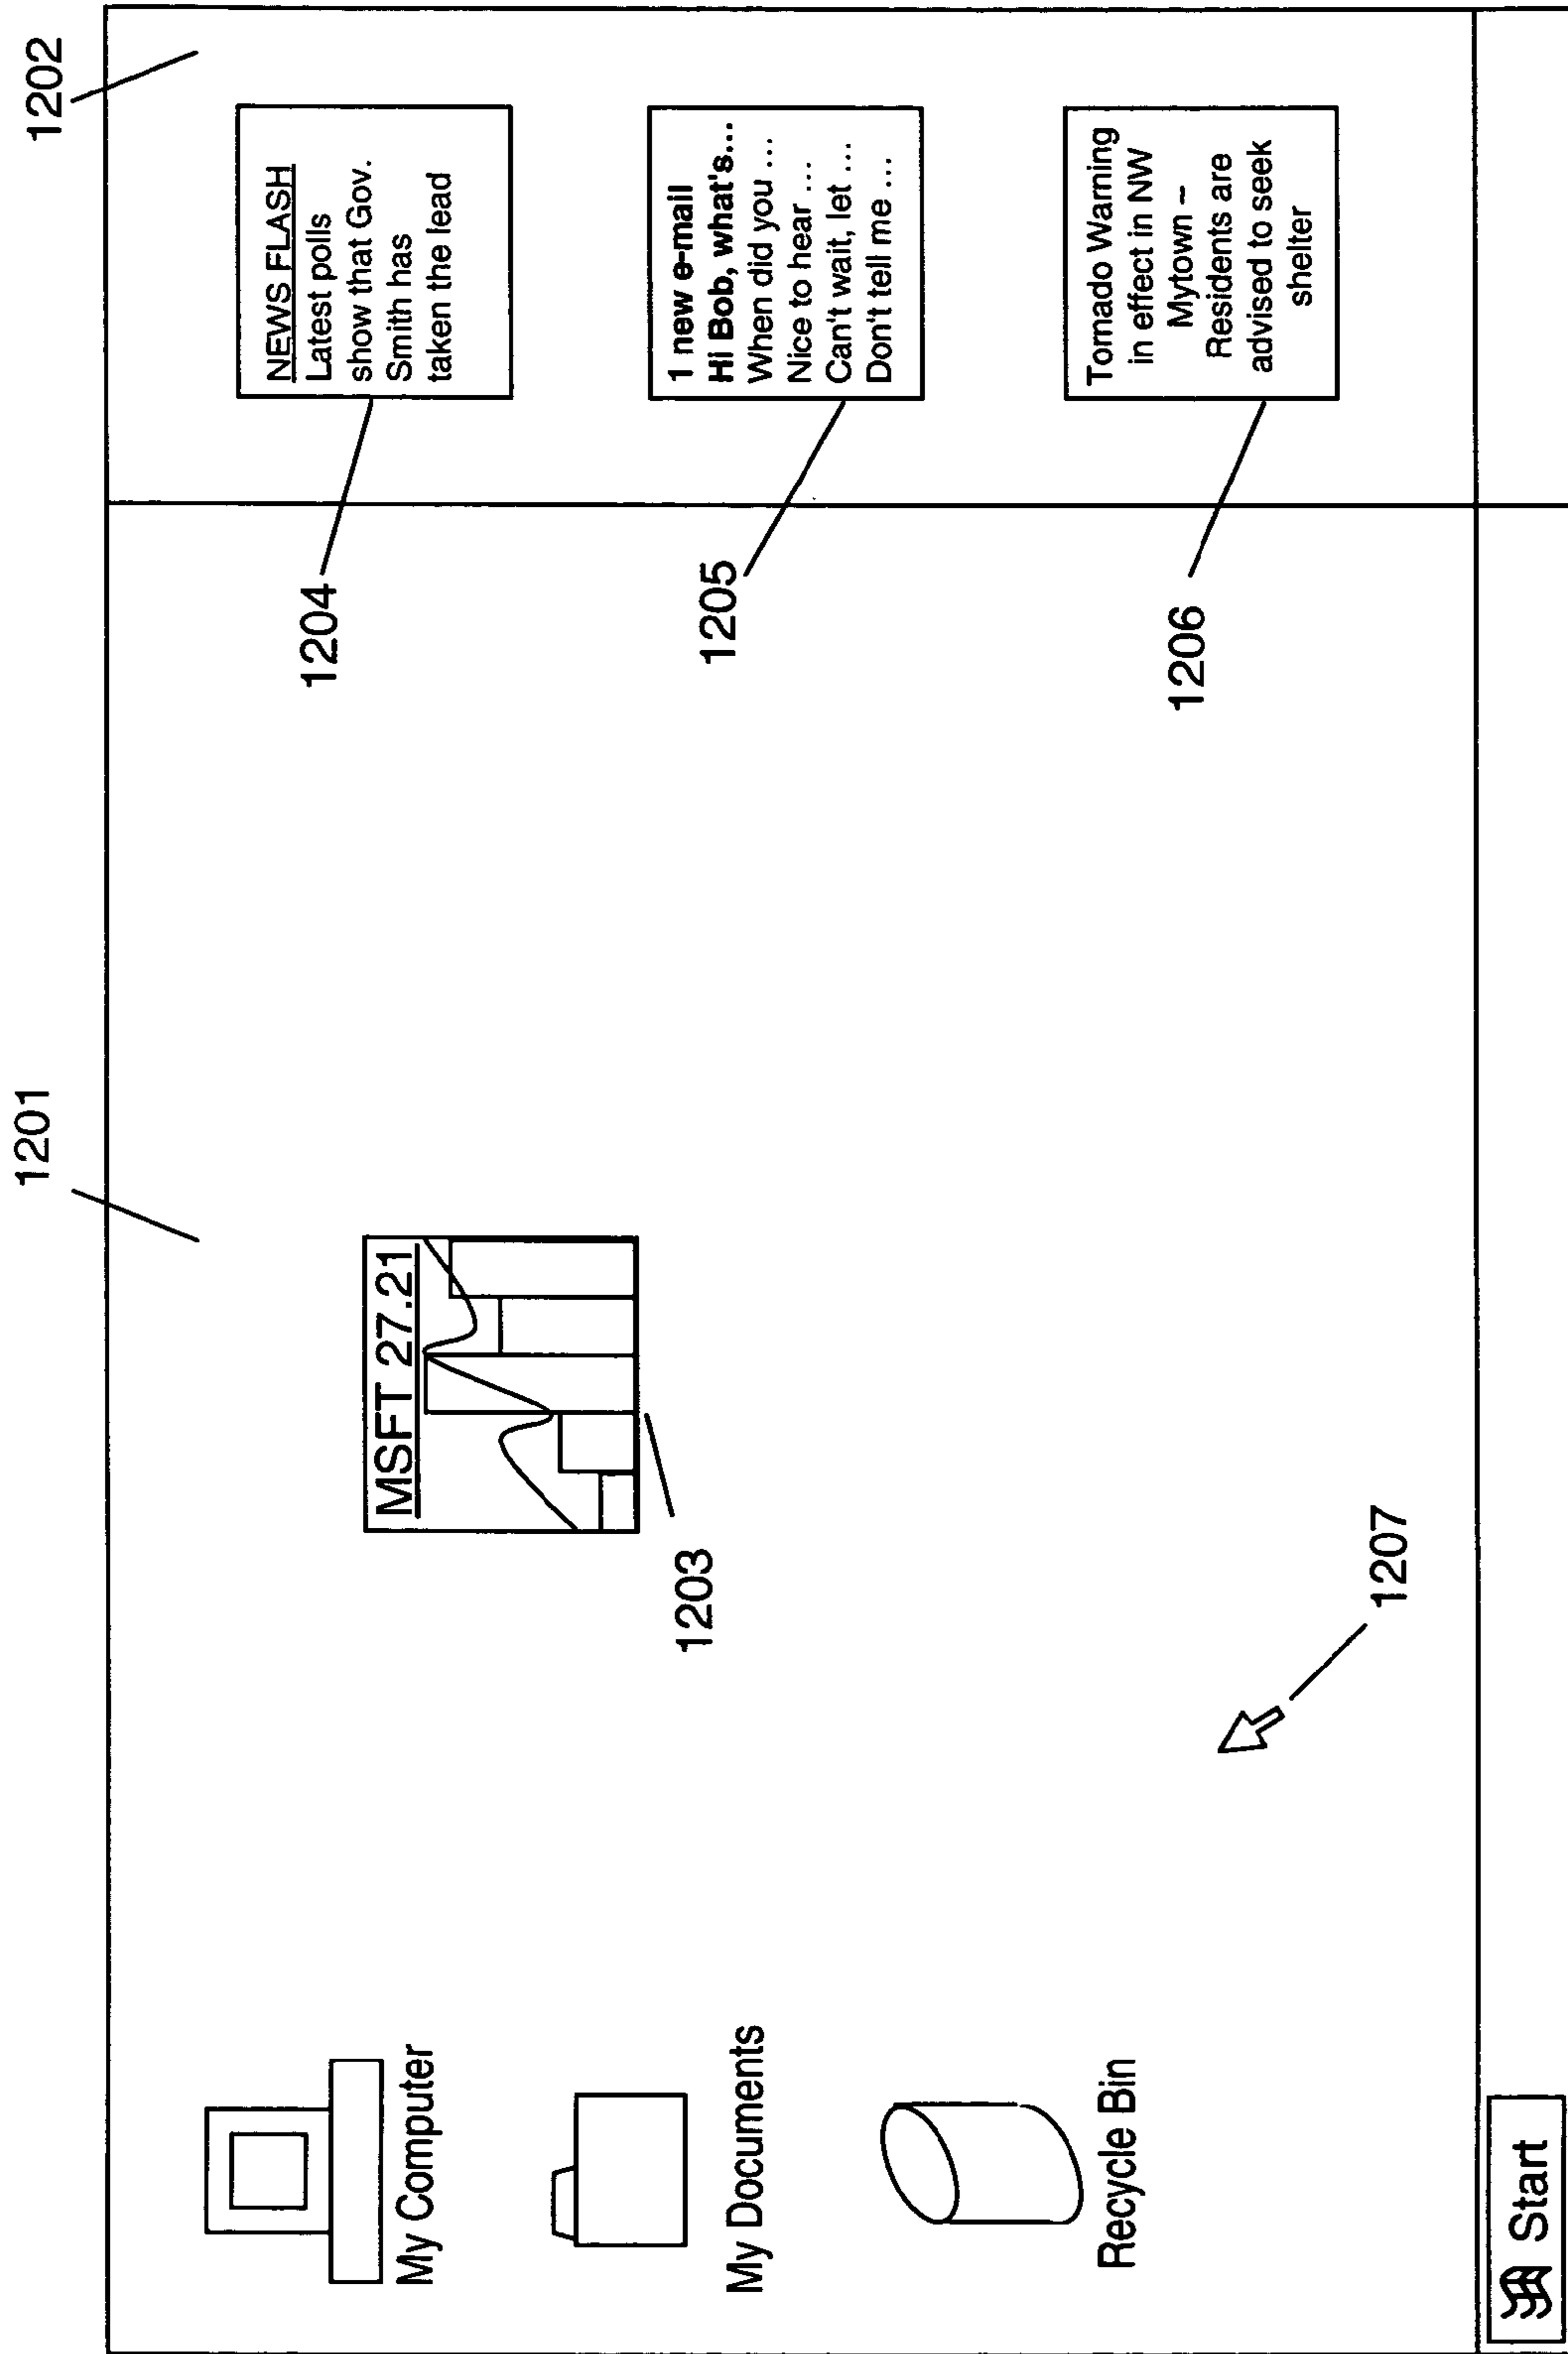 1201
1202
My Computer
My Documents
Recycle Bin
MSFT 27.21
1203
1207
1204
NEWS FLASH
Latest polls
show that Gov.
Smith has
taken the lead
1205
1 new e-mail
Hi Bob, what's...
When did you ...
Nice to hear ...
Can't wait, let ...
Don't tell me ...
1206
Tornado Warning
in effect in NW
Mytown –
Residents are
advised to seek
shelter
Start